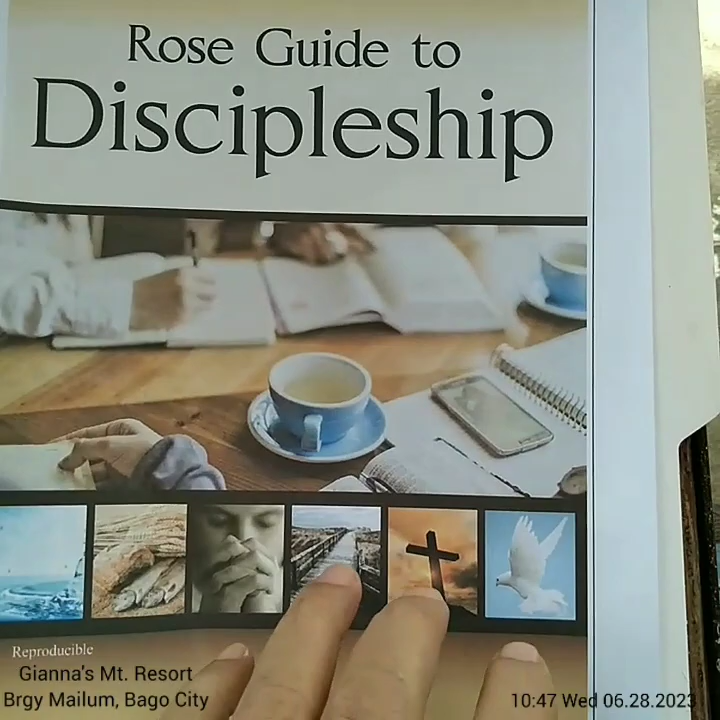 Rose Guide to
Discipleship
Reproducible
Gianna's Mt. Resort
Brgy Mailum, Bago City
10:47 Wed 06.28.2023